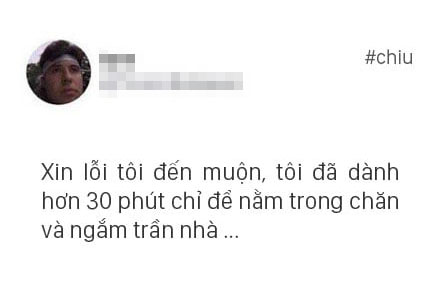 #chiu
Xin lỗi tôi đến muộn, tôi đã dành
hơn 30 phút chỉ để nằm trong chăn
và ngắm trần nhà ...